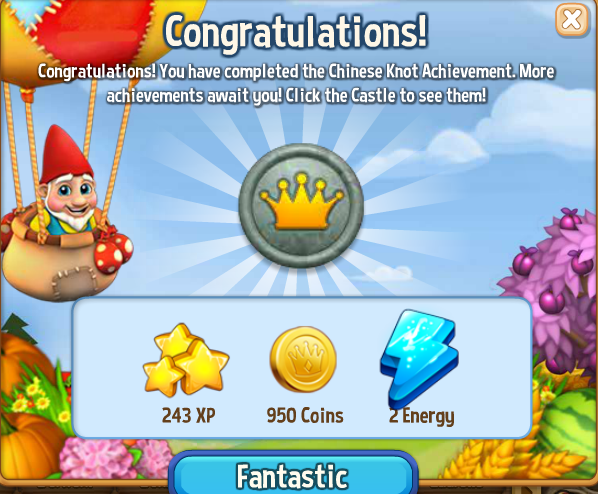 Congratulations!
Congratulations! You have completed the Chinese Knot Achievement. More
achievements await you! Click the Castle to see them!
243 XP
950 Coins
2 Energy
Fantastic